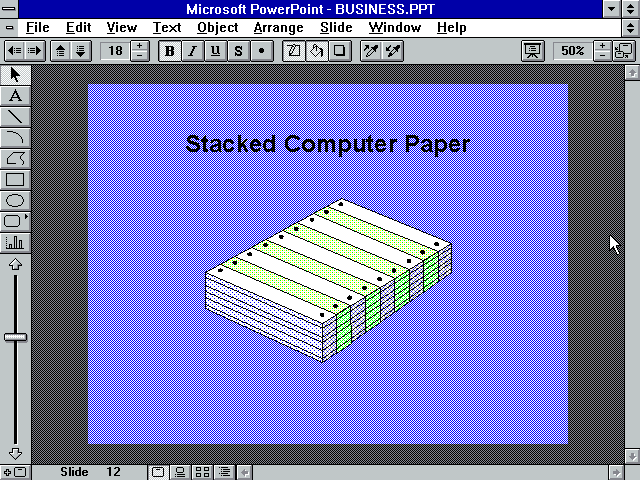 Microsoft PowerPoint - BUSINESS.PPT
File Edit View Text Object Arrange Slide Window Help
18 B I U S 50%
A
Stacked Computer Paper
Slide 12